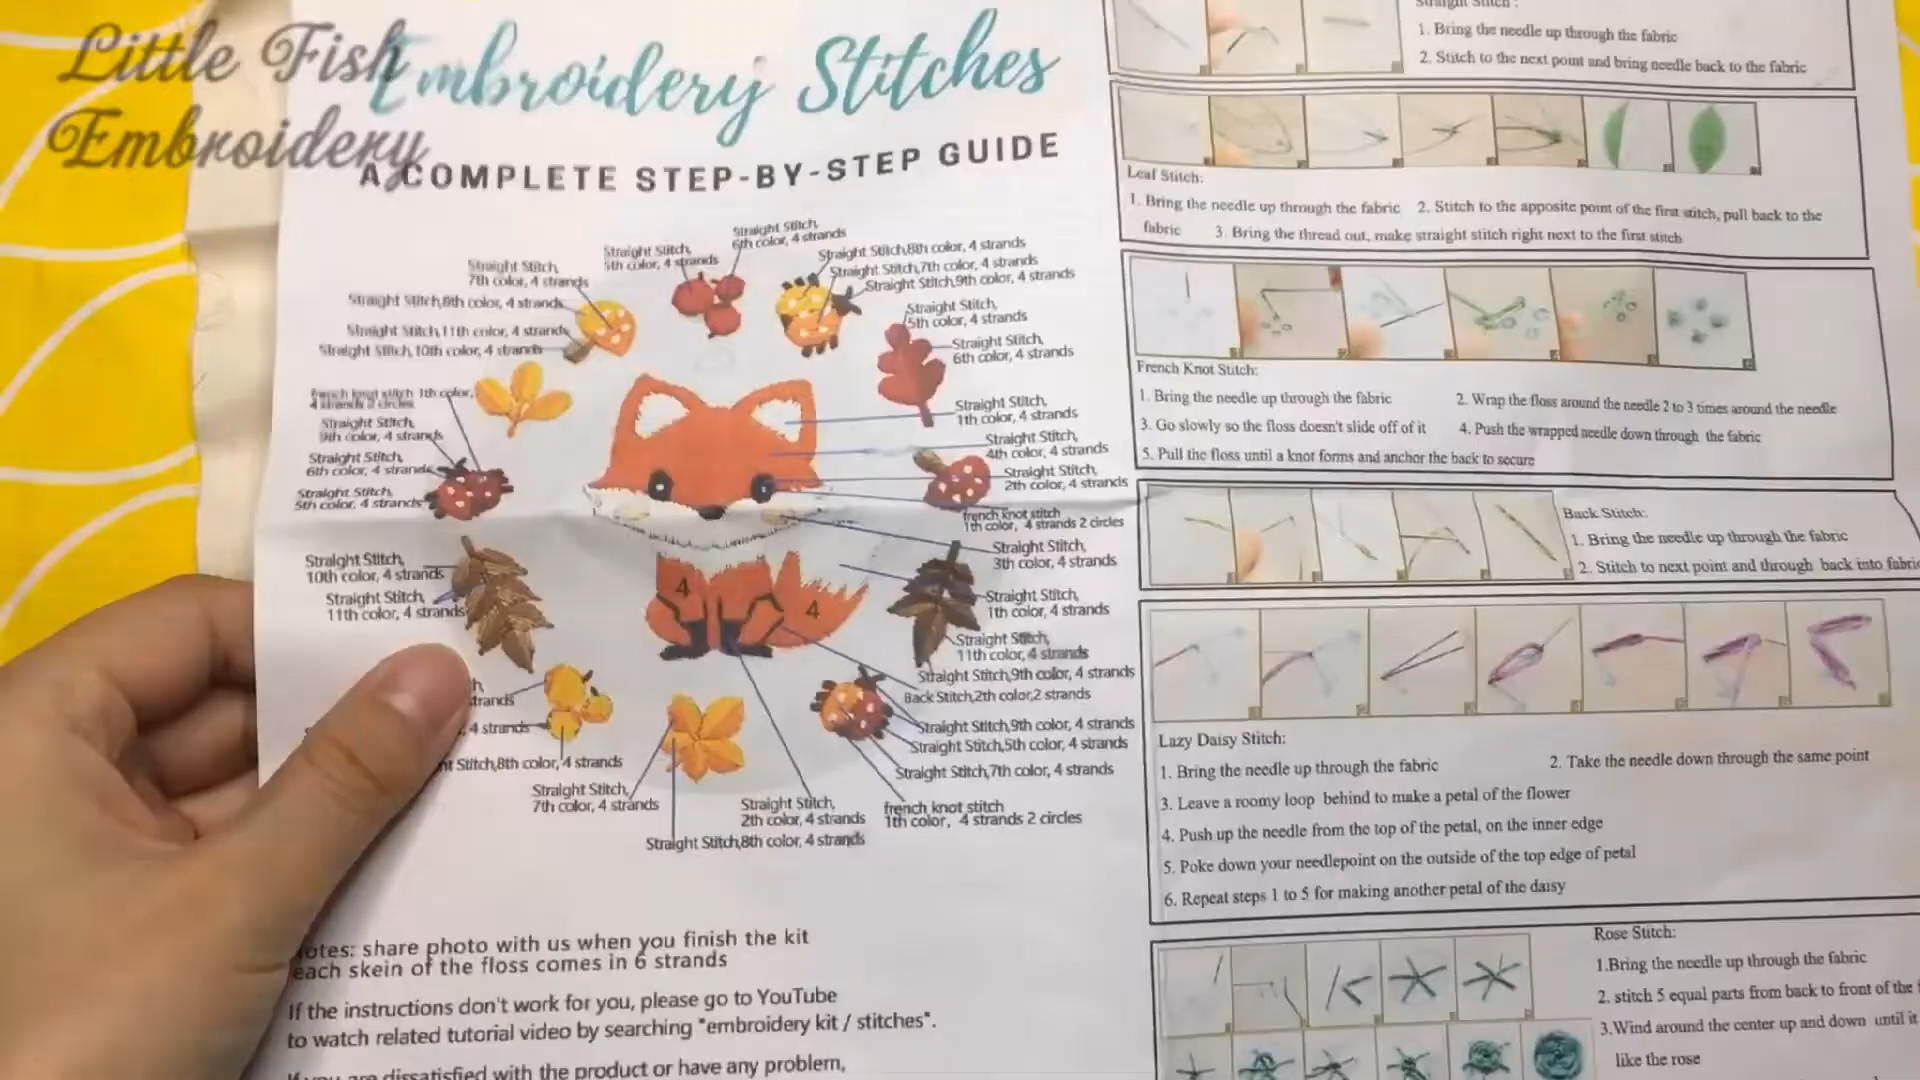 Little Fish
Embroidery
Embroidery Stitches
A COMPLETE STEP-BY-STEP GUIDE
Straight Stitch,
6th color, 4 strands
Straight Stitch,
5th color, 4 strands
Straight Stitch,8th color, 4 strands
Straight Stitch,7th color, 4 strands
Straight Stitch,9th color, 4 strands
Straight Stitch,
7th color, 4 strands
Straight Stitch,8th color, 4 strands
Straight Stitch,11th color, 4 strands
Straight Stitch,10th color, 4 strands
Straight Stitch,
5th color, 4 strands
Straight Stitch,
6th color, 4 strands
french knot stitch 1th color,
4 strands 2 circles
Straight Stitch,
9th color, 4 strands
Straight Stitch,
6th color, 4 strands
Straight Stitch,
5th color, 4 strands
Straight Stitch,
1th color, 4 strands
Straight Stitch,
4th color, 4 strands
Straight Stitch,
2th color, 4 strands
french knot stitch
1th color, 4 strands 2 circles
Straight Stitch,
3th color, 4 strands
Straight Stitch,
10th color, 4 strands
Straight Stitch,
11th color, 4 strands
4
4
Straight Stitch,
1th color, 4 strands
Straight Stitch,
11th color, 4 strands
Straight Stitch,9th color, 4 strands
Back Stitch,2th color,2 strands
Straight Stitch,9th color, 4 strands
Straight Stitch,5th color, 4 strands
Straight Stitch,7th color, 4 strands
strands
, 4 strands
Stitch,8th color, 4 strands
Straight Stitch,
7th color, 4 strands
Straight Stitch,8th color, 4 strands
Straight Stitch,
2th color, 4 strands
french knot stitch
1th color, 4 strands 2 circles
otes: share photo with us when you finish the kit
each skein of the floss comes in 6 strands
If the instructions don't work for you, please go to YouTube
to watch related tutorial video by searching "embroidery kit / stitches".
dissatisfied with the product or have any problem,
Straight Stitch :
1. Bring the needle up through the fabric
2. Stitch to the next point and bring needle back to the fabric
Leaf Stitch:
1. Bring the needle up through the fabric 2. Stitch to the apposite point of the first stitch, pull back to the
fabric 3. Bring the thread out, make straight stitch right next to the first stitch
French Knot Stitch:
1. Bring the needle up through the fabric 2. Wrap the floss around the needle 2 to 3 times around the needle
3. Go slowly so the floss doesn't slide off of it 4. Push the wrapped needle down through the fabric
5. Pull the floss until a knot forms and anchor the back to secure
Back Stitch:
1. Bring the needle up through the fabric
2. Stitch to next point and through back into fabric
Lazy Daisy Stitch:
1. Bring the needle up through the fabric 2. Take the needle down through the same point
3. Leave a roomy loop behind to make a petal of the flower
4. Push up the needle from the top of the petal, on the inner edge
5. Poke down your needlepoint on the outside of the top edge of petal
6. Repeat steps 1 to 5 for making another petal of the daisy
Rose Stitch:
1.Bring the needle up through the fabric
2. stitch 5 equal parts from back to front of the
3.Wind around the center up and down until it
like the rose